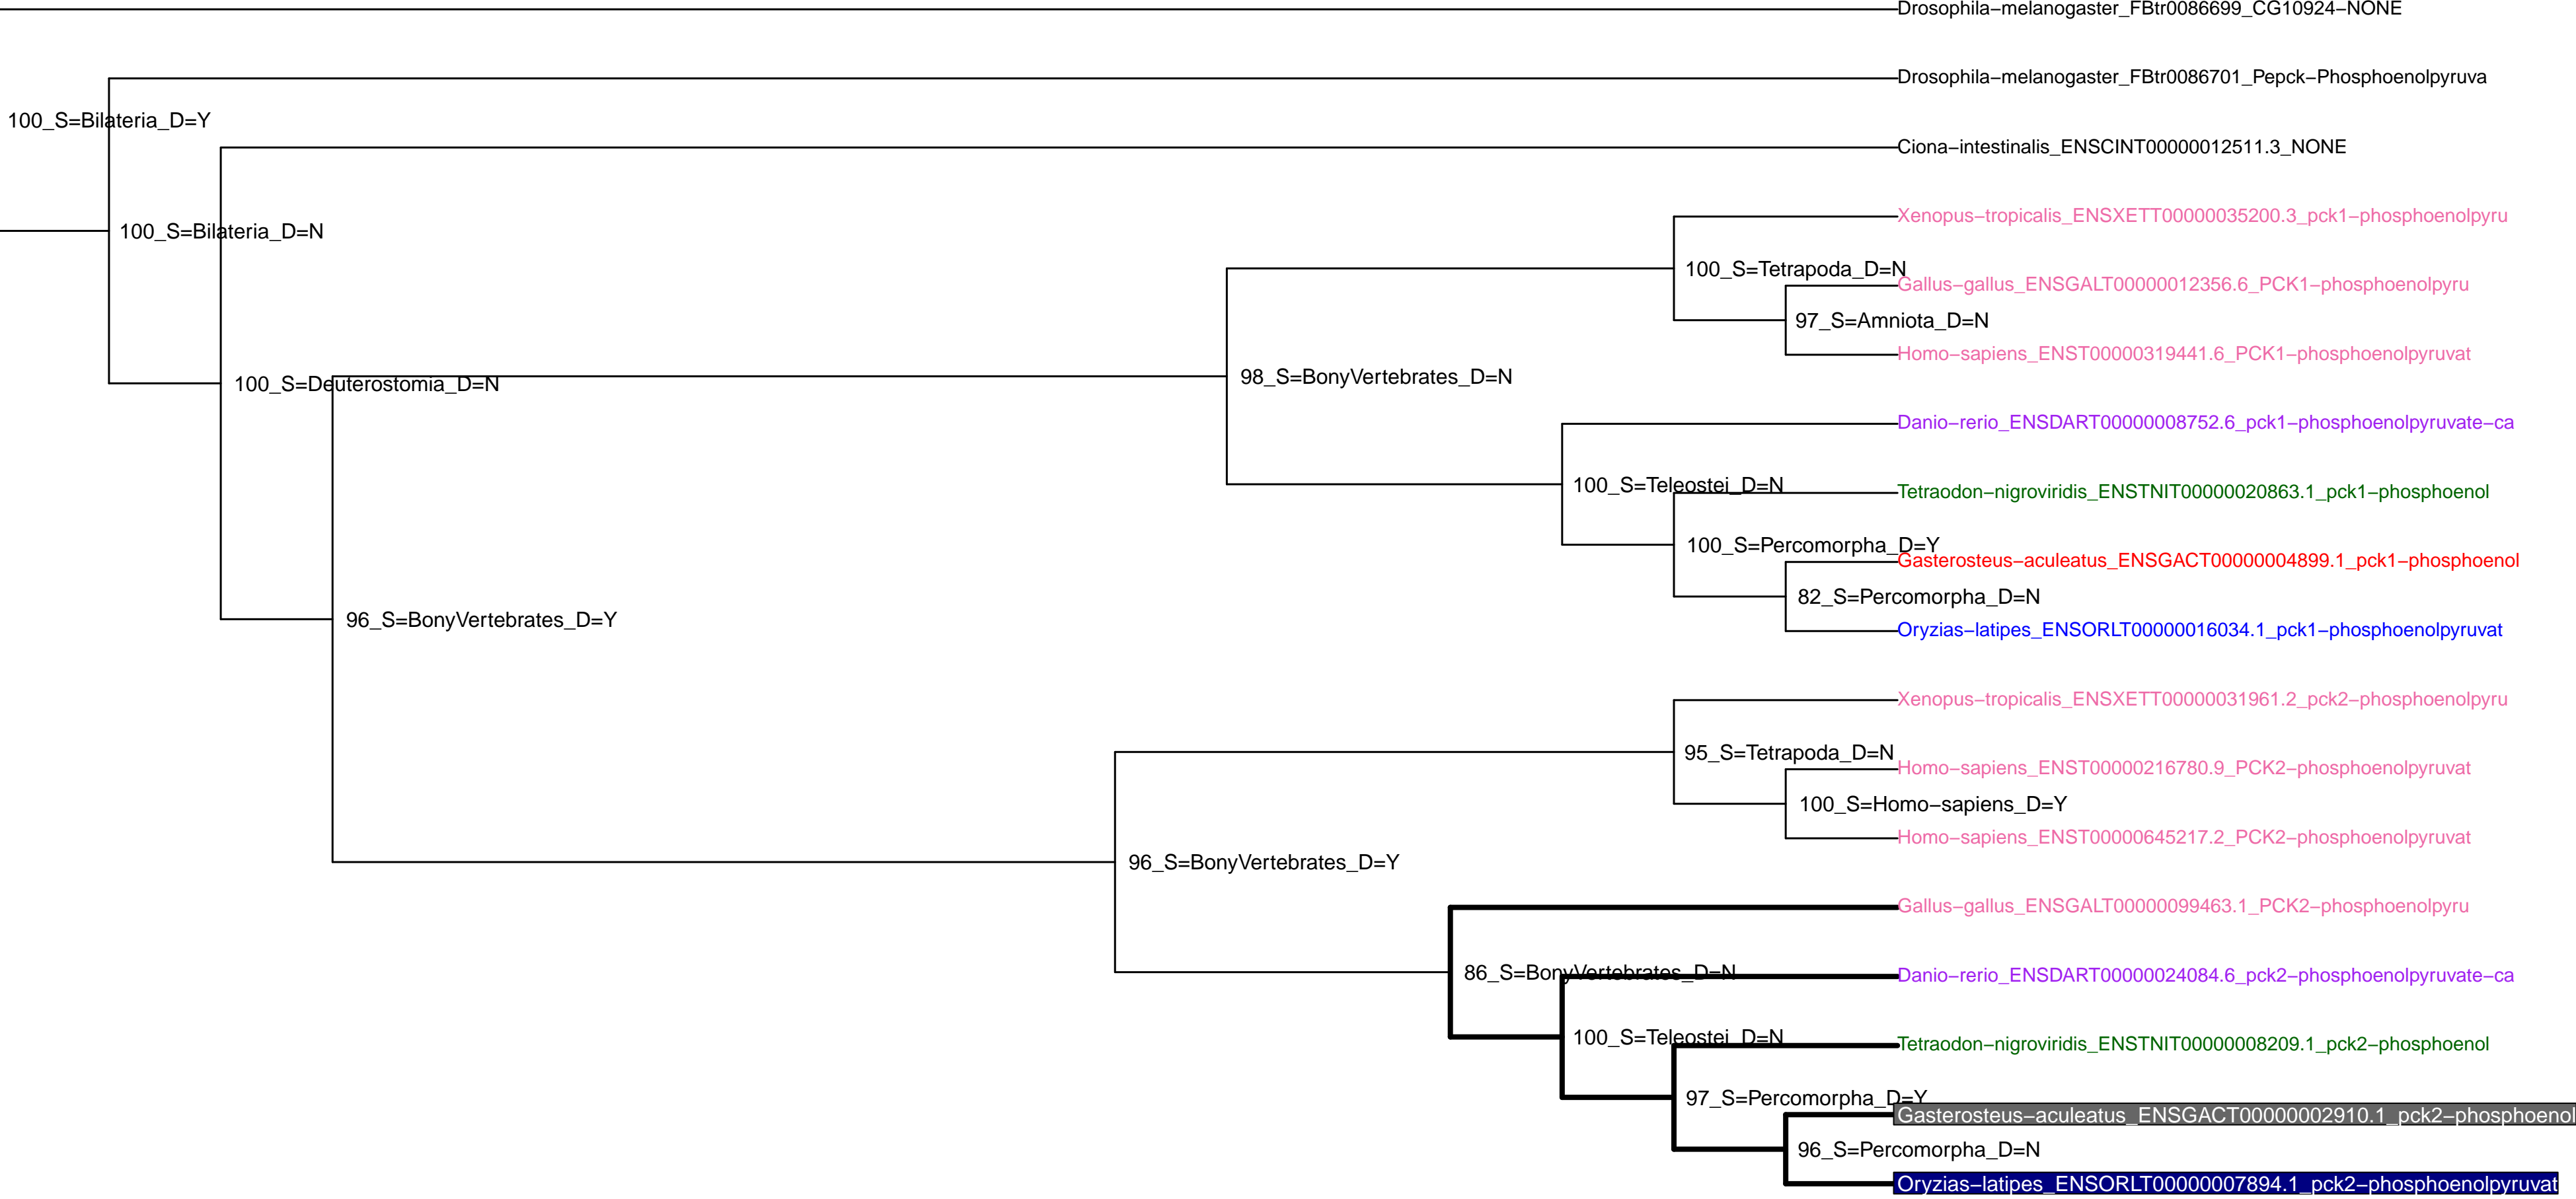 Drosophila−melanogaster_FBtr0086699_CG10924−NONE
Drosophila−melanogaster_FBtr0086701_Pepck−Phosphoenolpyruva
100_S=Bilateria_D=Y
Ciona−intestinalis_ENSCINT00000012511.3_NONE
Xenopus−tropicalis_ENSXETT00000035200.3_pck1−phosphoenolpyru
100_S=Bilateria_D=N
100_S=Tetrapoda_D=N
Gallus−gallus_ENSGALT00000012356.6_PCK1−phosphoenolpyru
97_S=Amniota_D=N
Homo−sapiens_ENST00000319441.6_PCK1−phosphoenolpyruvat
98_S=BonyVertebrates_D=N
100_S=Deuterostomia_D=N
Danio−rerio_ENSDART00000008752.6_pck1−phosphoenolpyruvate−ca
100_S=Teleostei_D=N
Tetraodon−nigroviridis_ENSTNIT00000020863.1_pck1−phosphoenol
100_S=Percomorpha_D=Y
Gasterosteus−aculeatus_ENSGACT00000004899.1_pck1−phosphoenol
82_S=Percomorpha_D=N
96_S=BonyVertebrates_D=Y
Oryzias−latipes_ENSORLT00000016034.1_pck1−phosphoenolpyruvat
Xenopus−tropicalis_ENSXETT00000031961.2_pck2−phosphoenolpyru
95_S=Tetrapoda_D=N
Homo−sapiens_ENST00000216780.9_PCK2−phosphoenolpyruvat
100_S=Homo−sapiens_D=Y
Homo−sapiens_ENST00000645217.2_PCK2−phosphoenolpyruvat
96_S=BonyVertebrates_D=Y
Gallus−gallus_ENSGALT00000099463.1_PCK2−phosphoenolpyru
86_S=BonyVertebrates_D=N
Danio−rerio_ENSDART00000024084.6_pck2−phosphoenolpyruvate−ca
100_S=Teleostei_D=N
Tetraodon−nigroviridis_ENSTNIT00000008209.1_pck2−phosphoenol
97_S=Percomorpha_D=Y
Gasterosteus−aculeatus_ENSGACT00000002910.1_pck2−phosphoenol
96_S=Percomorpha_D=N
Oryzias−latipes_ENSORLT00000007894.1_pck2−phosphoenolpyruvat